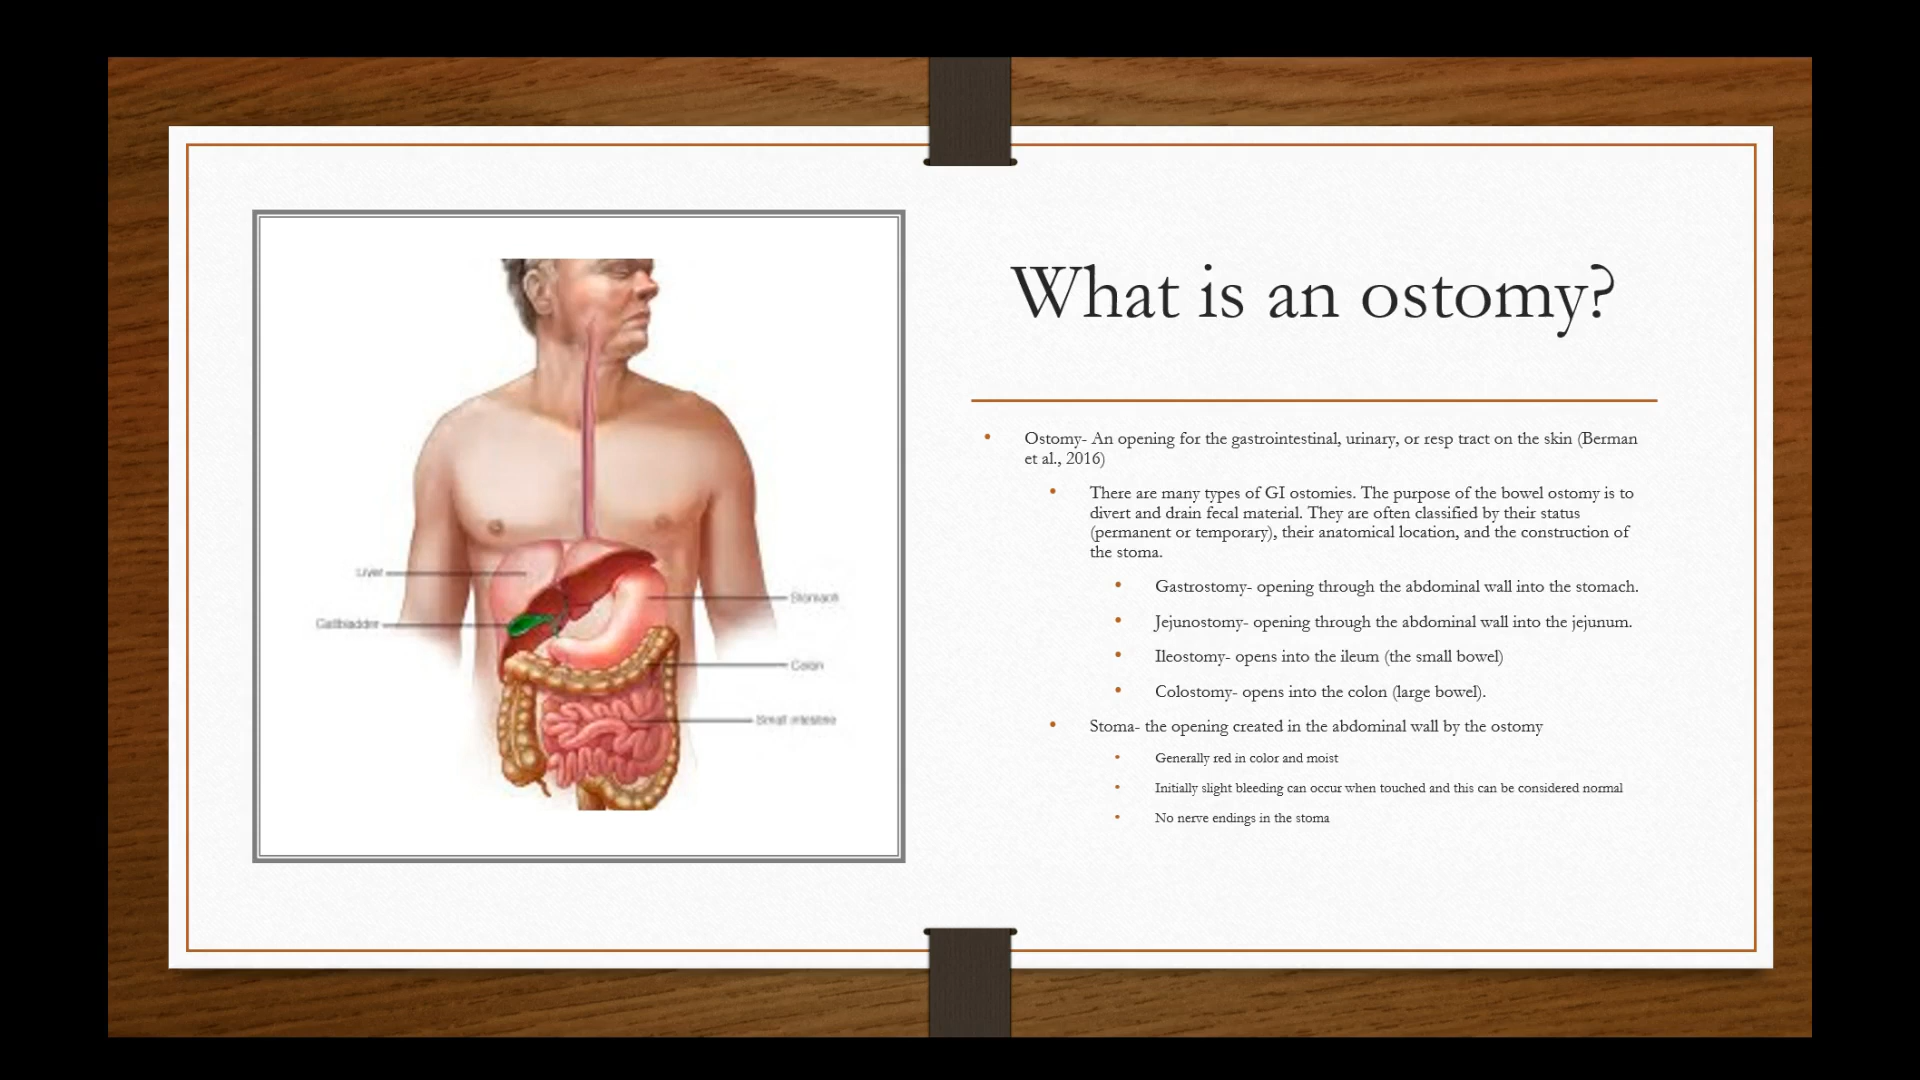 What is an ostomy?
• Ostomy- An opening for the gastrointestinal, urinary, or resp tract on the skin (Berman
et al., 2016)
• There are many types of GI ostomies. The purpose of the bowel ostomy is to
divert and drain fecal material. They are often classified by their status
(permanent or temporary), their anatomical location, and the construction of
the stoma.
• Gastrostomy- opening through the abdominal wall into the stomach.
• Jejunostomy- opening through the abdominal wall into the jejunum.
• Ileostomy- opens into the ileum (the small bowel)
• Colostomy- opens into the colon (large bowel).
• Stoma- the opening created in the abdominal wall by the ostomy
• Generally red in color and moist
• Initially slight bleeding can occur when touched and this can be considered normal
• No nerve endings in the stoma
Liver
Gallbladder
Stomach
Colon
Small intestine